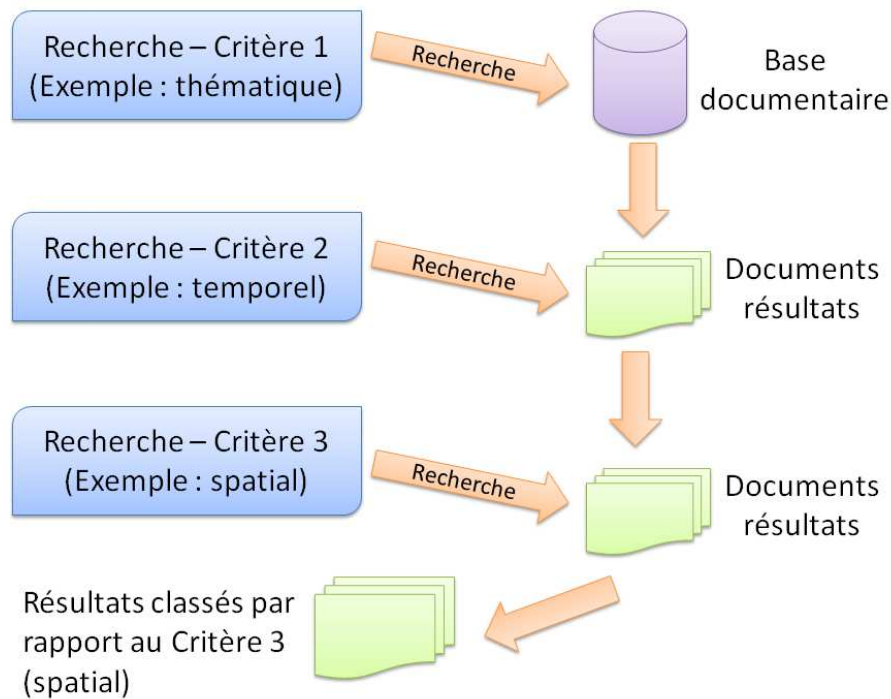 Recherche – Critère 1
(Exemple : thématique)
Recherche
Base
documentaire
Recherche – Critère 2
(Exemple : temporel)
Recherche
Documents
résultats
Recherche – Critère 3
(Exemple : spatial)
Recherche
Documents
résultats
Résultats classés par
rapport au Critère 3
(spatial)